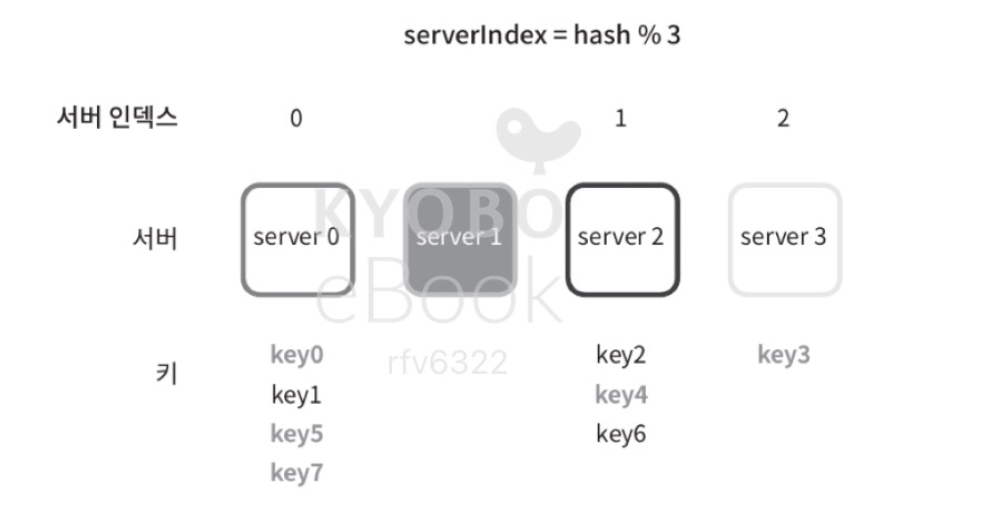 serverIndex = hash % 3
서버 인덱스 0 1 2
서버 server 0 server 1 server 2 server 3
KYOBO
eBook
rfv6322
키 key0 key2 key3
key1 key4
key5 key6
key7